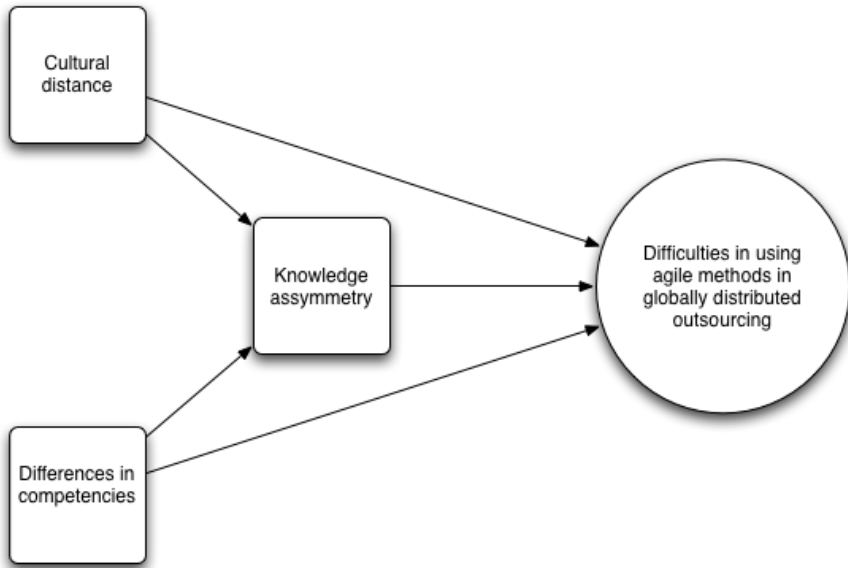 Cultural
distance
Knowledge
assymmetry
Difficulties in using
agile methods in
globally distributed
outsourcing
Differences in
competencies